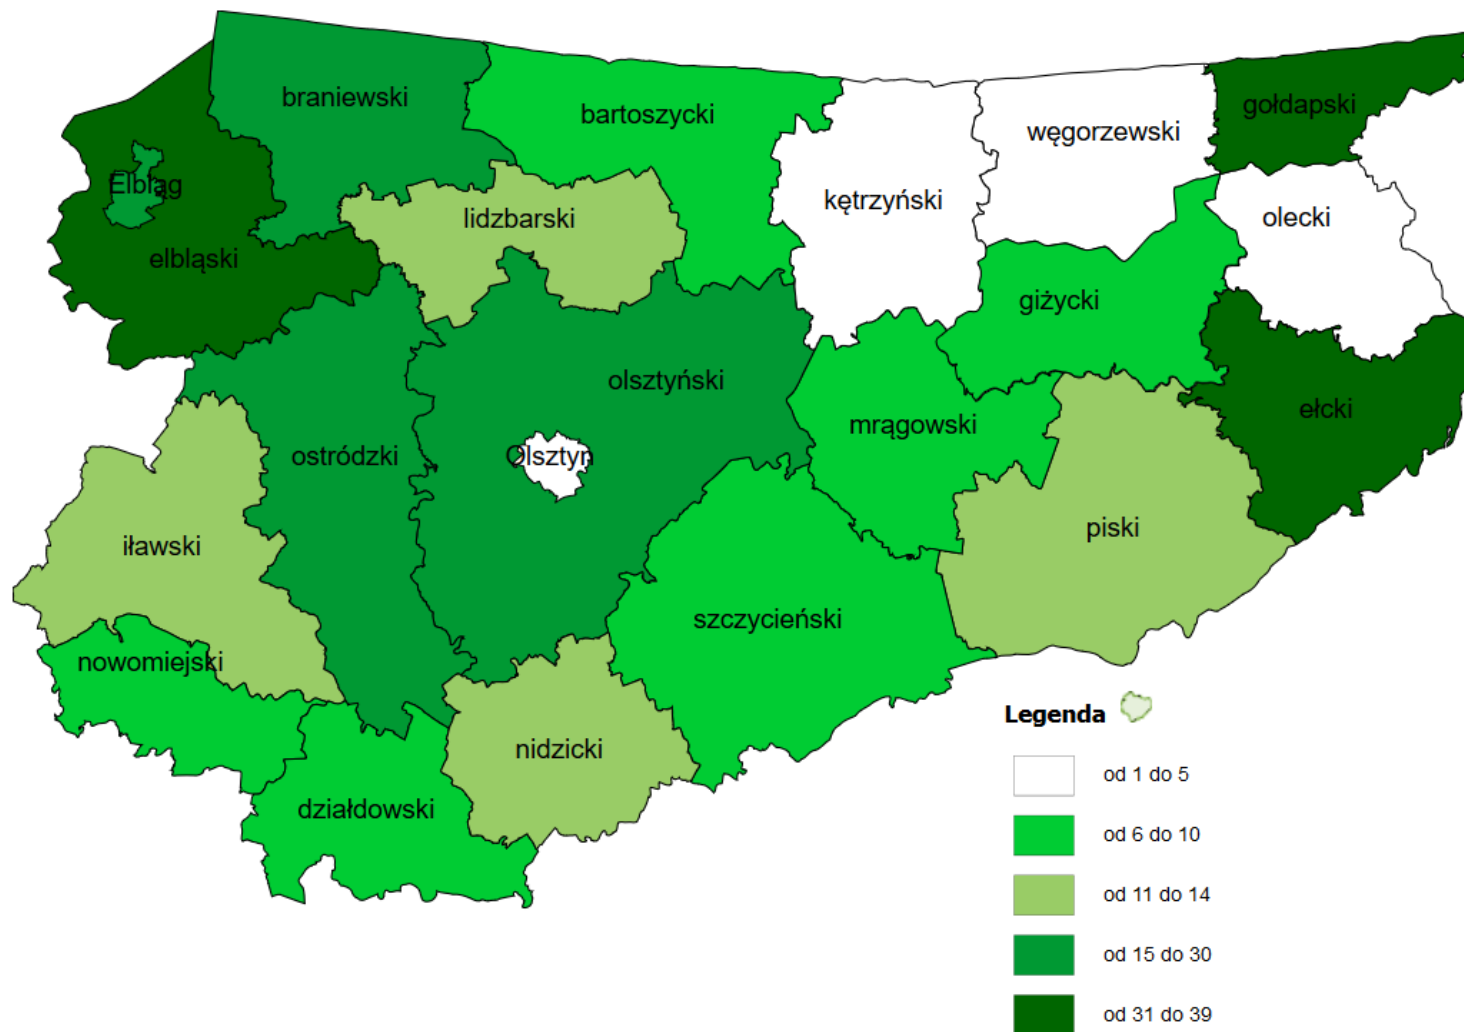 braniewski
bartoszycki
gołdapski
węgorzewski
Elbląg
kętrzyński
lidzbarski
olecki
elbląski
giżycki
olsztyński
ełcki
mrągowski
ostródzki
Olsztyn
piski
iławski
szczycieński
nowomiejski
nidzicki
działdowski
Legenda
od 1 do 5
od 6 do 10
od 11 do 14
od 15 do 30
od 31 do 39